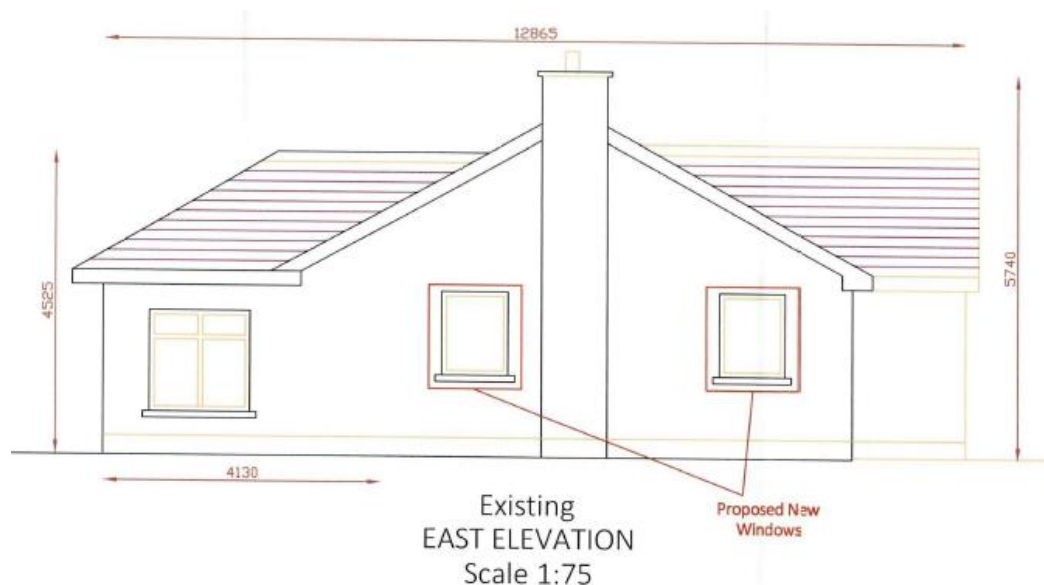 12865
4525
5740
4130
Existing
EAST ELEVATION
Scale 1:75
Proposed New
Windows